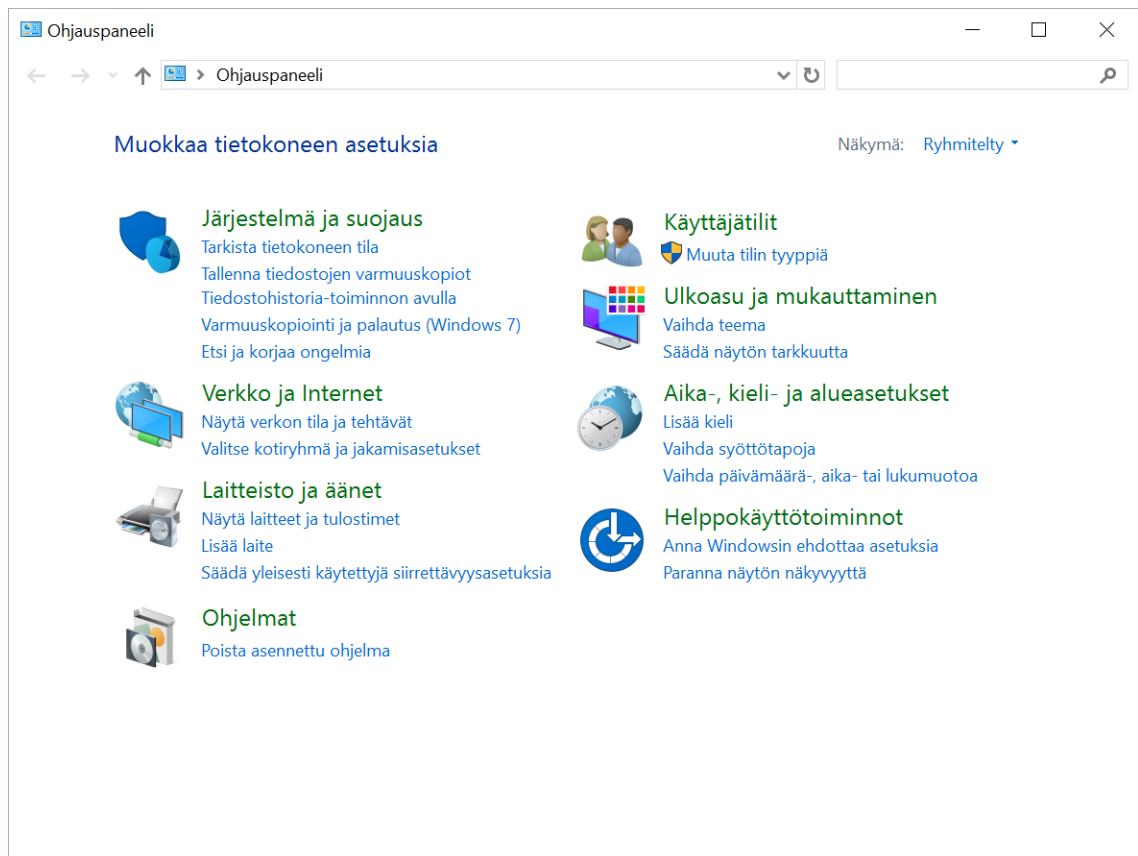 Ohjauspaneeli
Ohjauspaneeli
Muokkaa tietokoneen asetuksia
Näkymä: Ryhmitelty
Järjestelmä ja suojaus
Tarkista tietokoneen tila
Tallenna tiedostojen varmuuskopiot
Tiedostohistoria-toiminnon avulla
Varmuuskopiointi ja palautus (Windows 7)
Etsi ja korjaa ongelmia
Verkko ja Internet
Näytä verkon tila ja tehtävät
Valitse kotiryhmä ja jakamisasetukset
Laitteisto ja äänet
Näytä laitteet ja tulostimet
Lisää laite
Säädä yleisesti käytettyjä siirrettävyysasetuksia
Ohjelmat
Poista asennettu ohjelma
Käyttäjätilit
Muuta tilin tyyppiä
Ulkoasu ja mukauttaminen
Vaihda teema
Säädä näytön tarkkuutta
Aika-, kieli- ja alueasetukset
Lisää kieli
Vaihda syöttötapoja
Vaihda päivämäärä-, aika- tai lukumuotoa
Helppokäyttötoiminnot
Anna Windowsin ehdottaa asetuksia
Paranna näytön näkyvyyttä